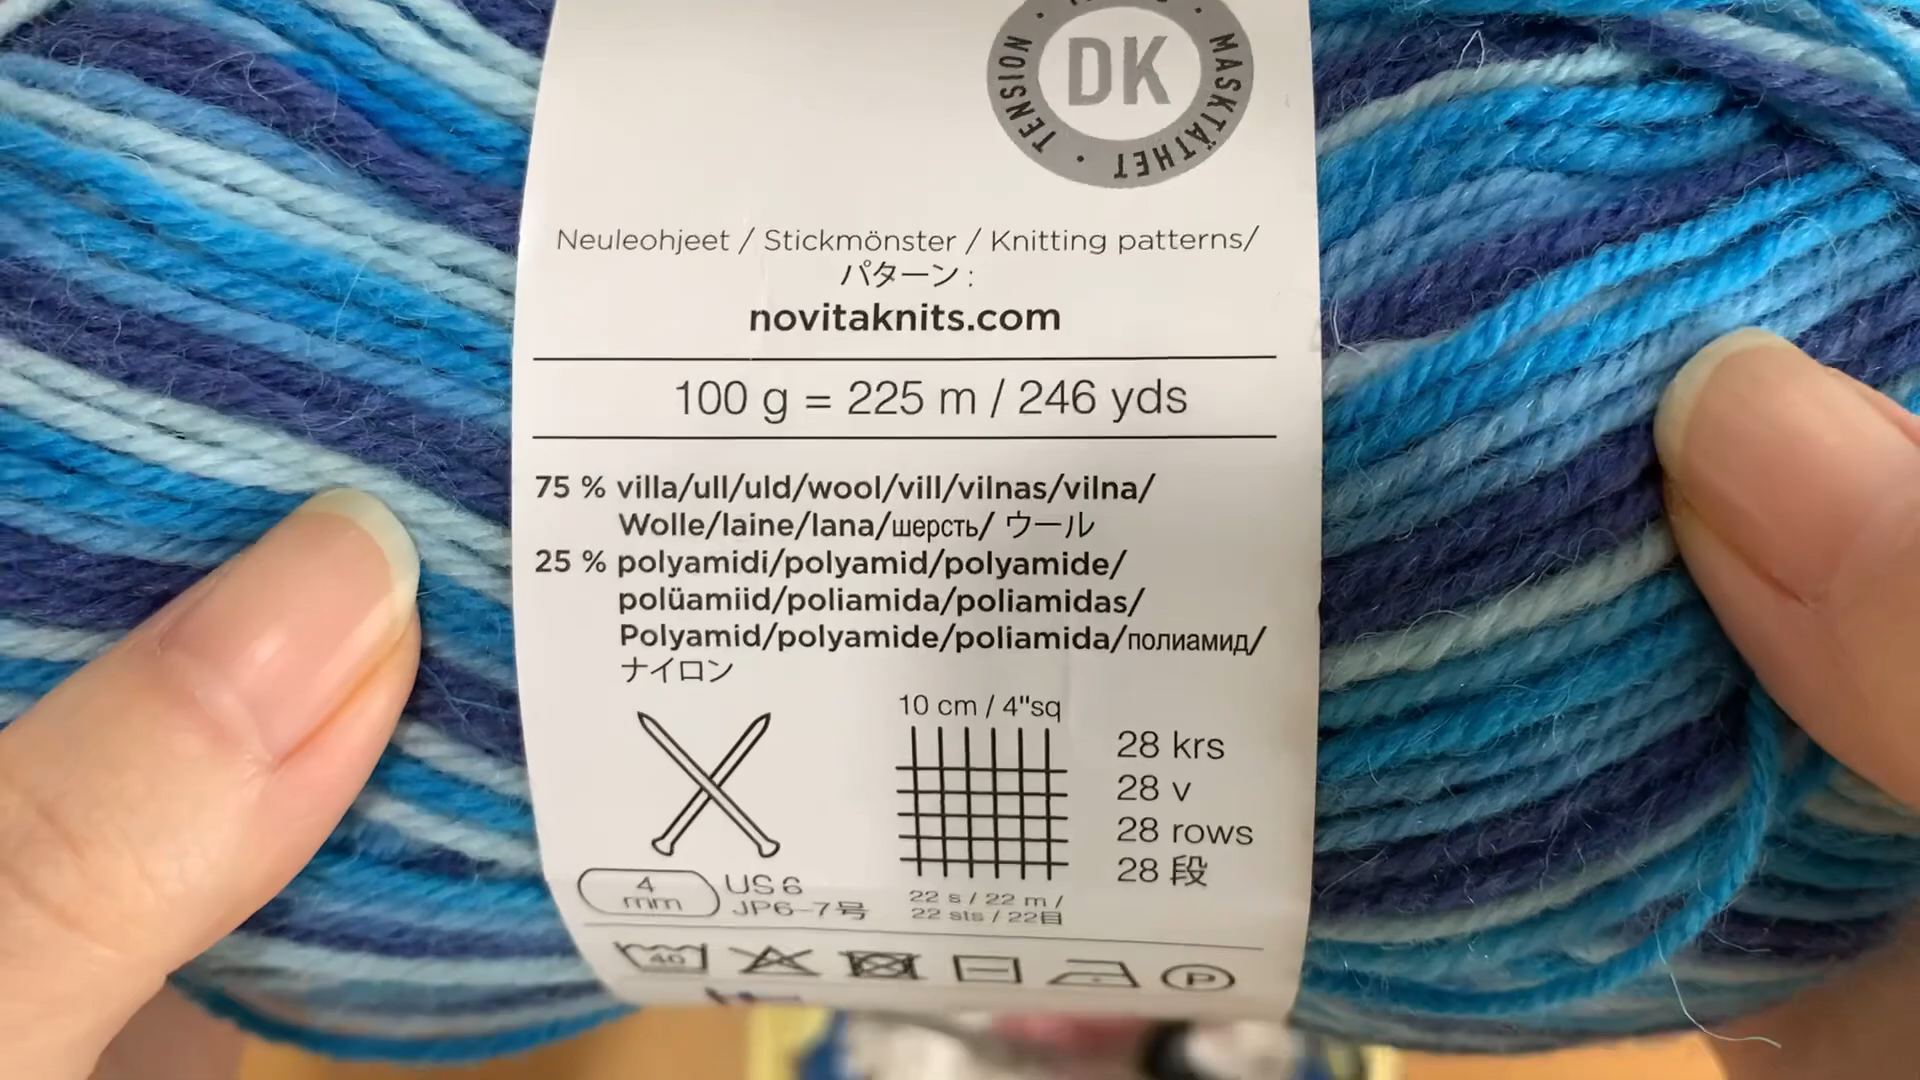 DK
TENSION · MASKTÄTHET ·
Neuleohjeet / Stickmönster / Knitting patterns/
パターン :
novitaknits.com
100 g = 225 m / 246 yds
75 % villa/ull/uld/wool/vill/vilnas/vilna/
Wolle/laine/lana/шерсть/ ウール
25 % polyamidi/polyamid/polyamide/
polüamiid/poliamida/poliamidas/
Polyamid/polyamide/poliamida/полиамид/
ナイロン
10 cm / 4"sq
28 krs
28 v
28 rows
28 段
4
mm
US 6
JP6-7号
22 s / 22 m /
22 sts / 22目
40
P